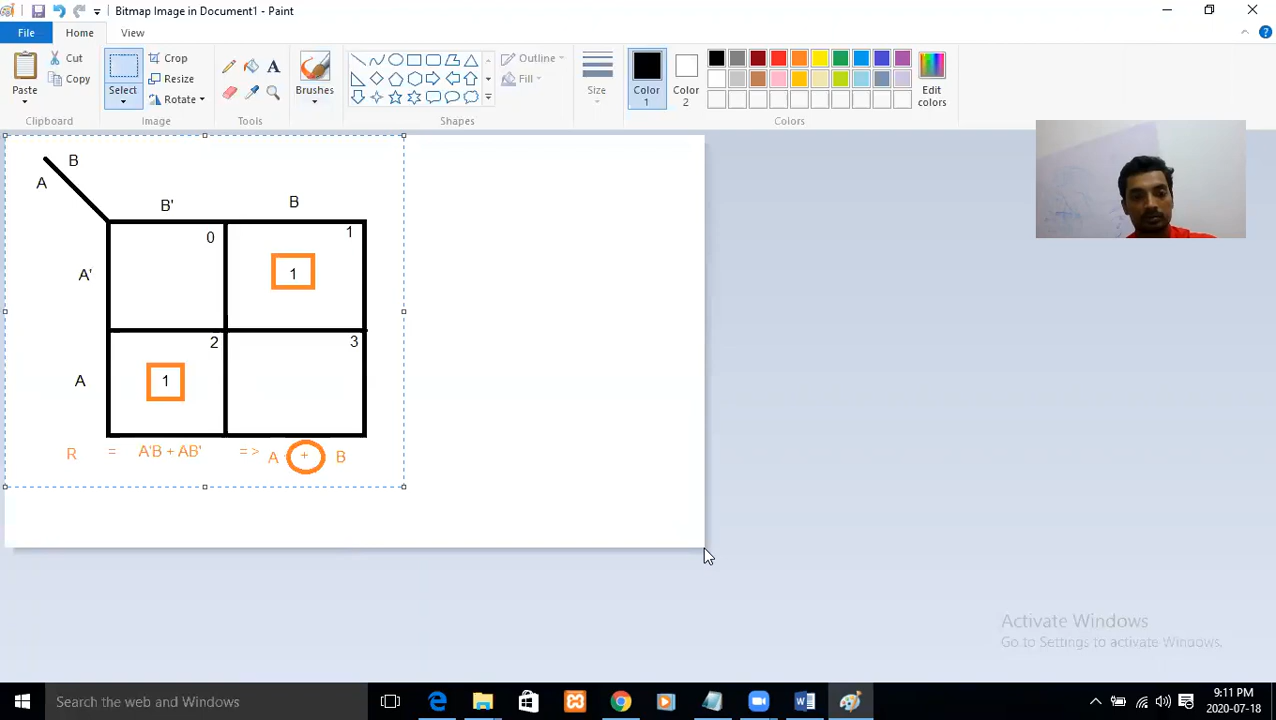 Bitmap Image in Document1 - Paint
File Home View
Paste
Cut
Copy
Clipboard
Select
Crop
Resize
Rotate
Image
A
Tools
Brushes
Shapes
Outline
Fill
Size
Color 1
Color 2
Edit colors
Colors
B
A
B' B
0 1
A' 1
2 3
A 1
R = A'B + AB' = > A + B
Activate Windows
Go to Settings to activate Windows.
Search the web and Windows
9:11 PM
2020-07-18